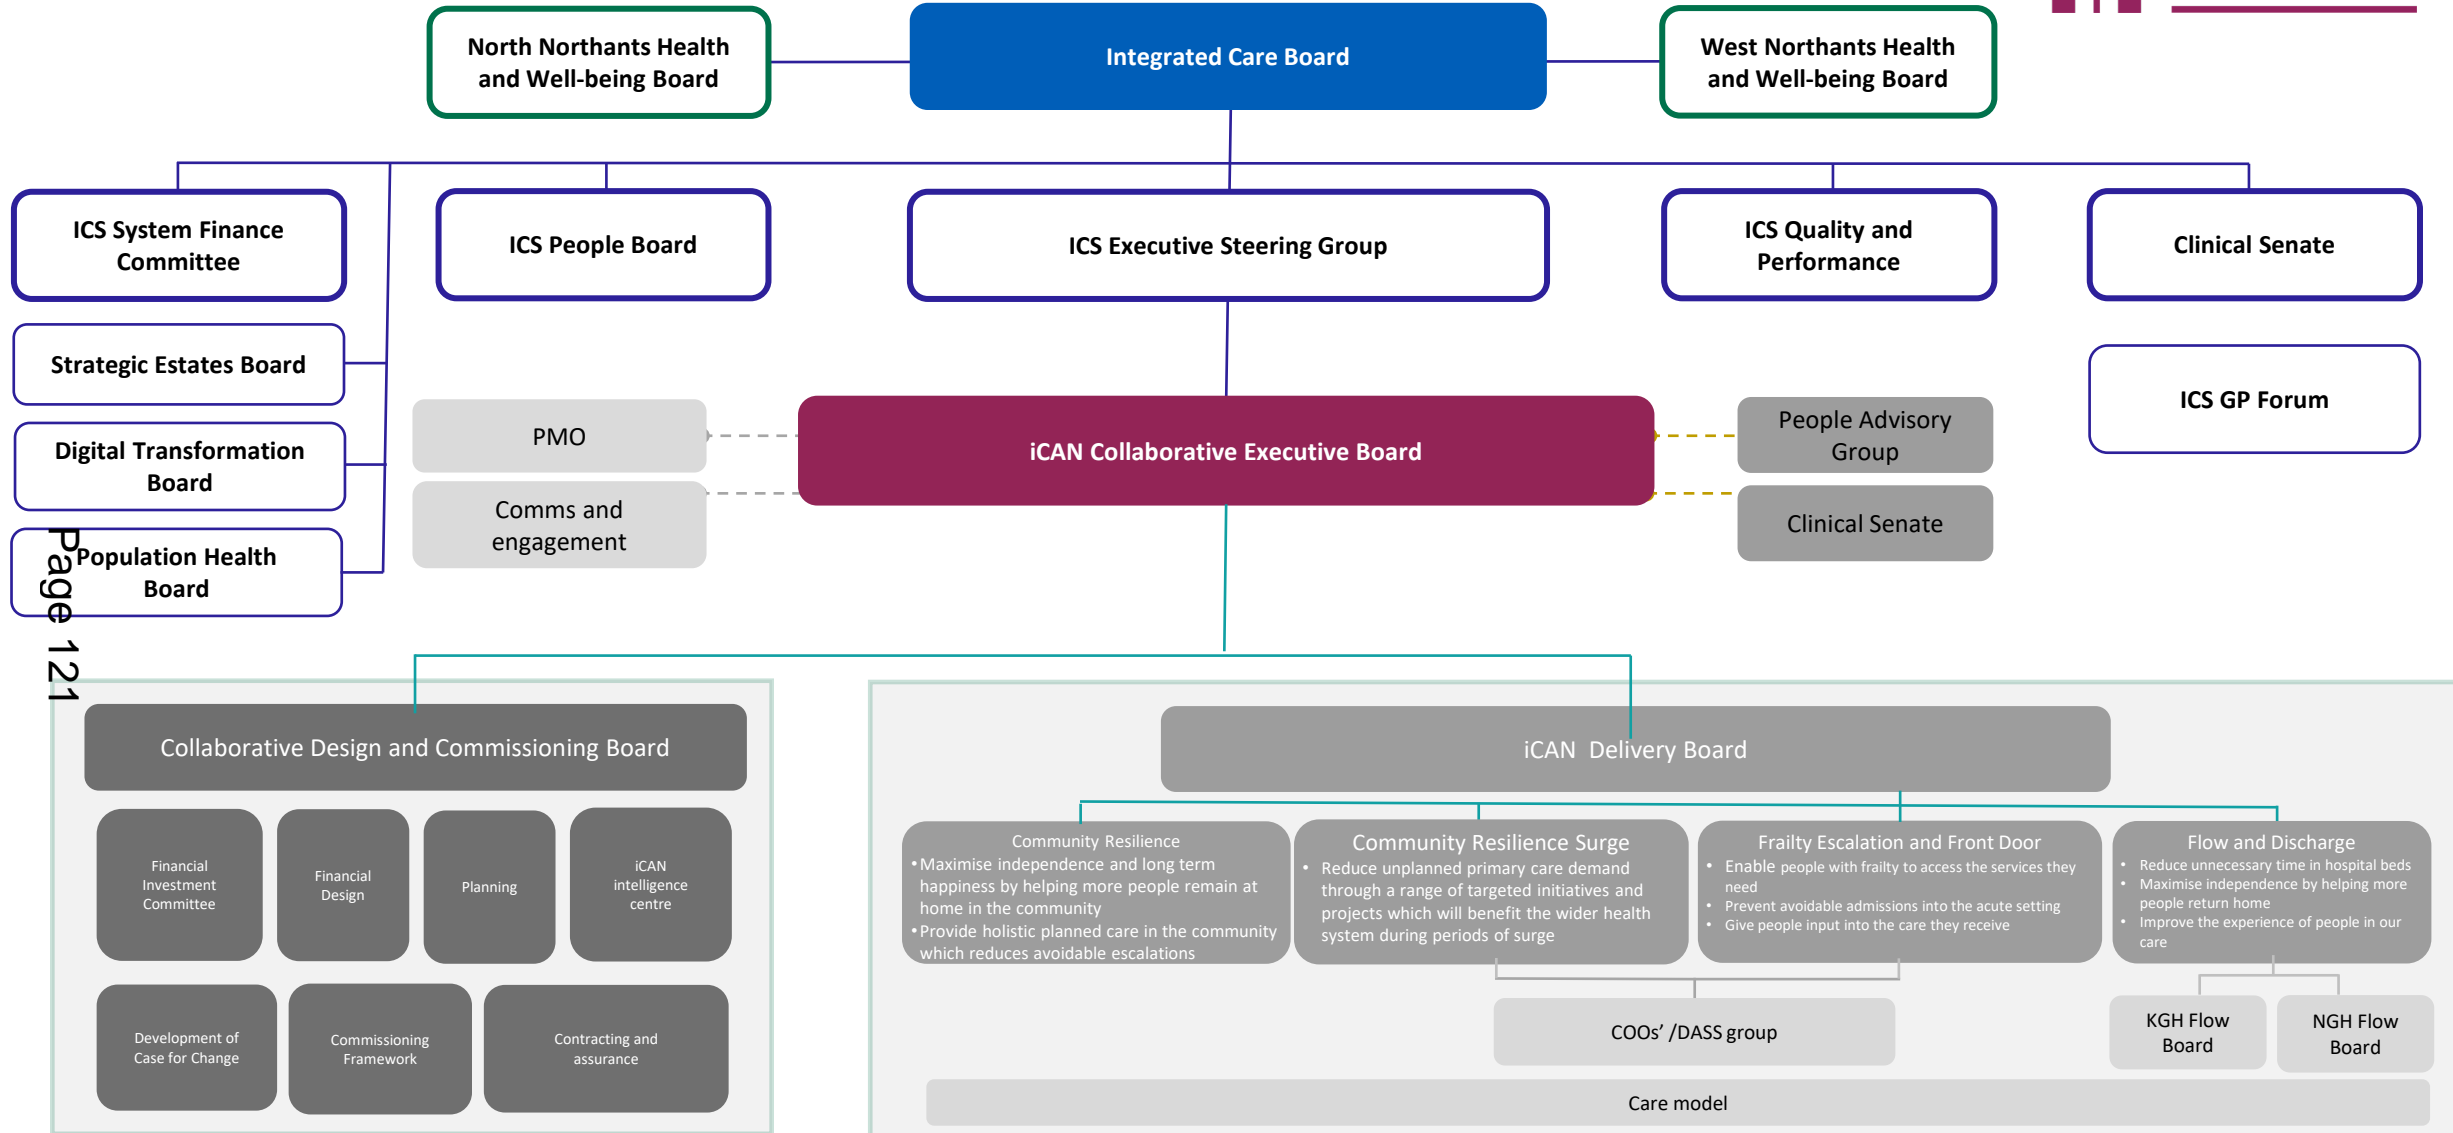 North Northants Health
and Well-being Board
Integrated Care Board
West Northants Health
and Well-being Board
ICS System Finance
Committee
ICS People Board
ICS Executive Steering Group
ICS Quality and
Performance
Clinical Senate
Strategic Estates Board
Digital Transformation
Board
Population Health
Board
ICS GP Forum
PMO
Comms and
engagement
iCAN Collaborative Executive Board
People Advisory
Group
Clinical Senate
Page 121
Collaborative Design and Commissioning Board
Financial
Investment
Committee
Financial
Design
Planning
iCAN
intelligence
centre
Development of
Case for Change
Commissioning
Framework
Contracting and
assurance
iCAN Delivery Board
Community Resilience
• Maximise independence and long term
happiness by helping more people remain at
home in the community
• Provide holistic planned care in the community
which reduces avoidable escalations
Community Resilience Surge
• Reduce unplanned primary care demand
through a range of targeted initiatives and
projects which will benefit the wider health
system during periods of surge
Frailty Escalation and Front Door
• Enable people with frailty to access the services they
need
• Prevent avoidable admissions into the acute setting
• Give people input into the care they receive
Flow and Discharge
• Reduce unnecessary time in hospital beds
• Maximise independence by helping more
people return home
• Improve the experience of people in our
care
COOs' /DASS group
KGH Flow
Board
NGH Flow
Board
Care model